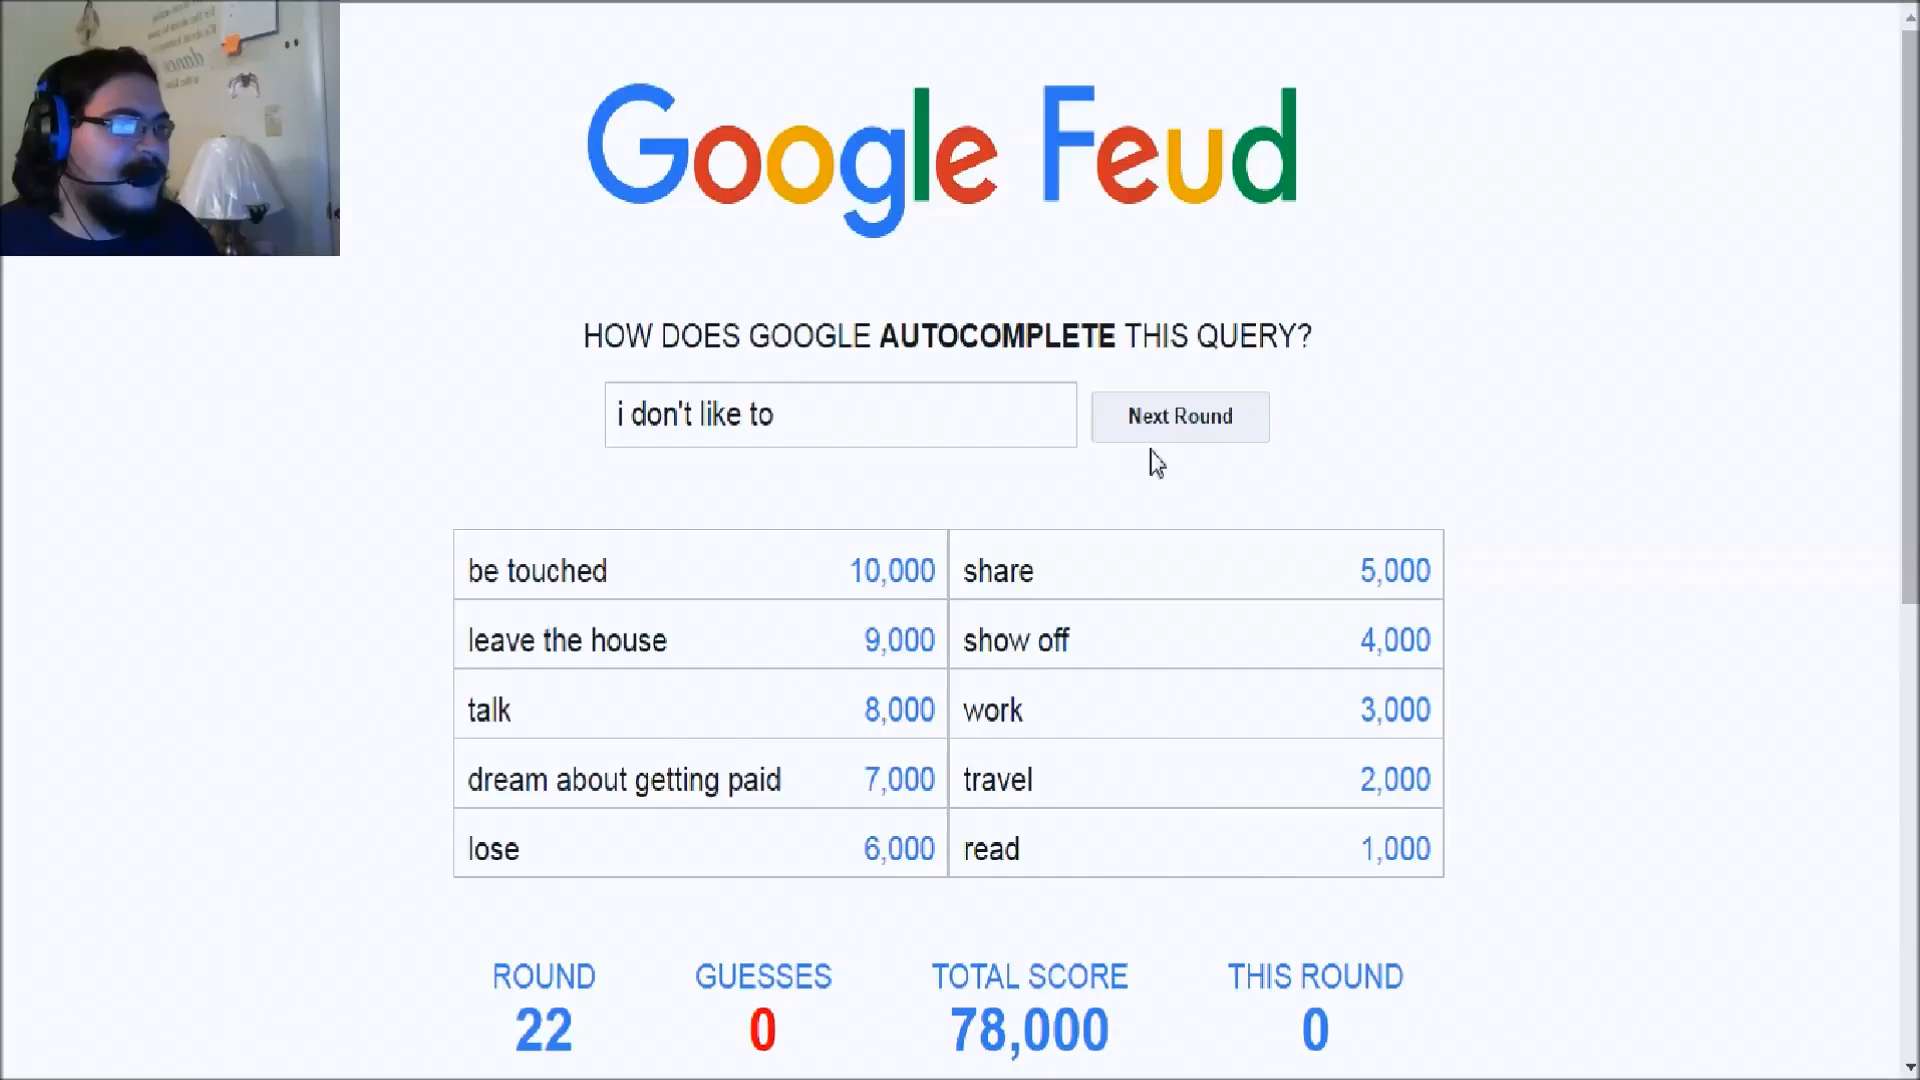 Google Feud
HOW DOES GOOGLE AUTOCOMPLETE THIS QUERY?
i don't like to
Next Round
be touched 10,000 share 5,000
leave the house 9,000 show off 4,000
talk 8,000 work 3,000
dream about getting paid 7,000 travel 2,000
lose 6,000 read 1,000
ROUND GUESSES TOTAL SCORE THIS ROUND
22 0 78,000 0